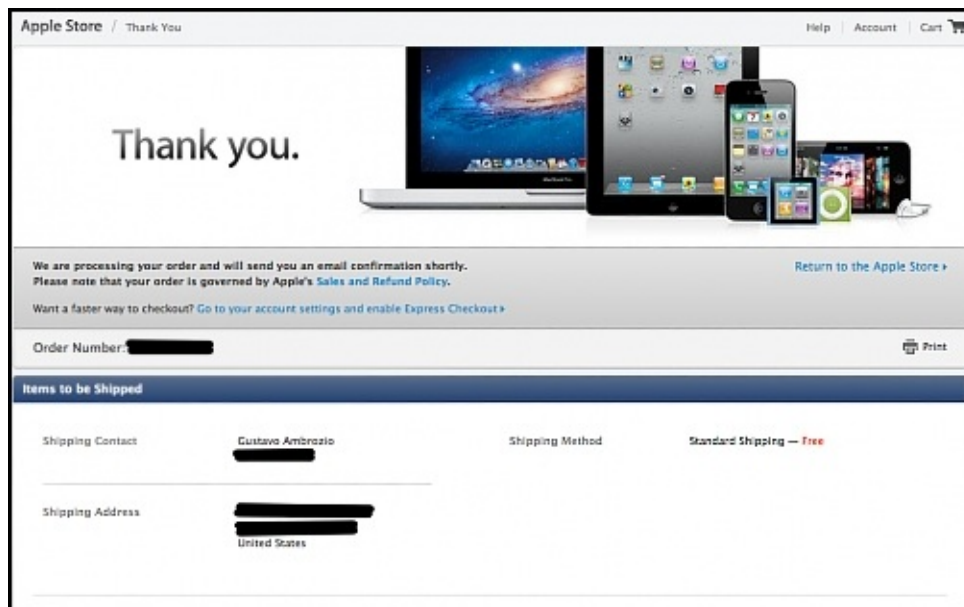 Apple Store / Thank You
Help | Account | Cart
Thank you.
MacBook Pro
We are processing your order and will send you an email confirmation shortly.
Please note that your order is governed by Apple's Sales and Refund Policy.
Return to the Apple Store
Want a faster way to checkout? Go to your account settings and enable Express Checkout
Order Number:
Print
Items to be Shipped
Shipping Contact
Gustavo Ambrozio
Shipping Method
Standard Shipping — Free
Shipping Address
United States